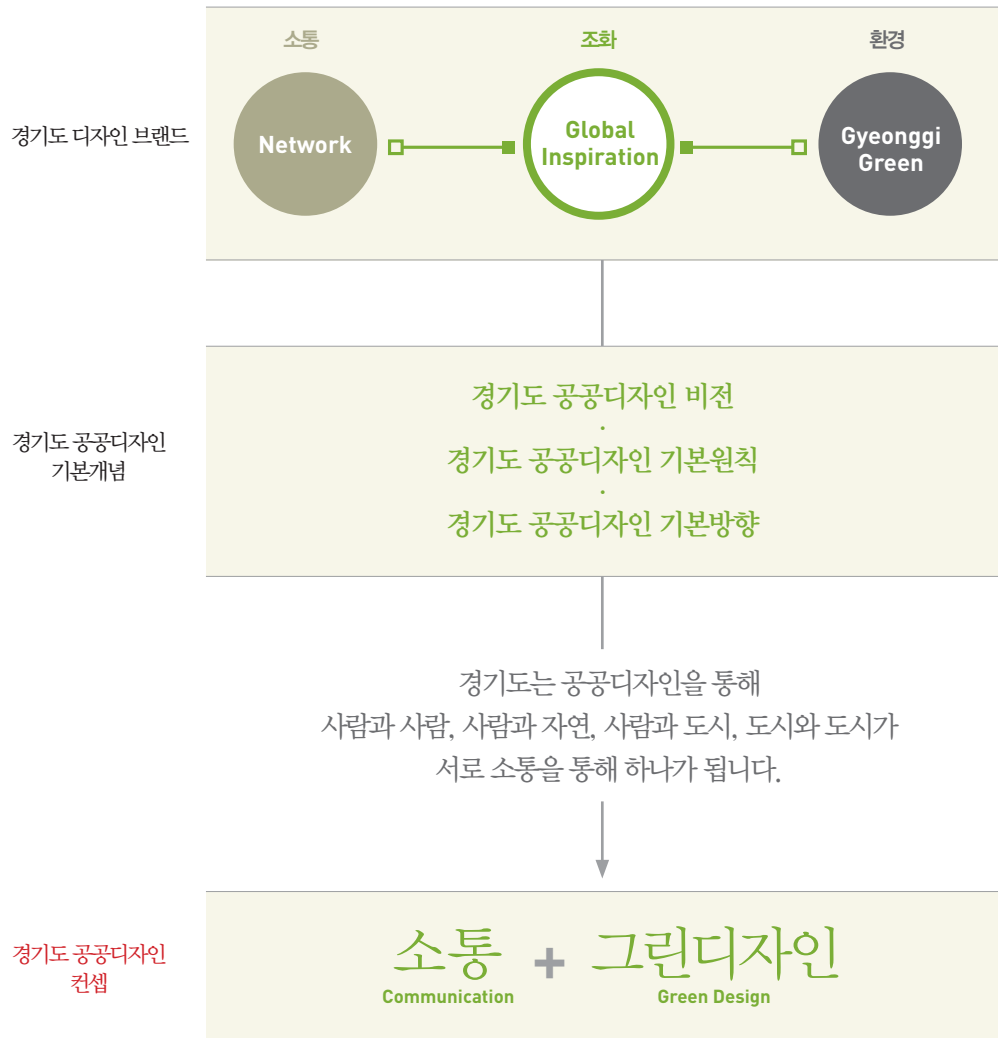 소통
조화
환경
경기도 디자인 브랜드
Network
Global
Inspiration
Gyeonggi
Green
경기도 공공디자인
기본개념
경기도 공공디자인 비전
·
경기도 공공디자인 기본원칙
·
경기도 공공디자인 기본방향
경기도는 공공디자인을 통해
사람과 사람, 사람과 자연, 사람과 도시, 도시와 도시가
서로 소통을 통해 하나가 됩니다.
경기도 공공디자인
컨셉
소통 + 그린디자인
Communication
Green Design